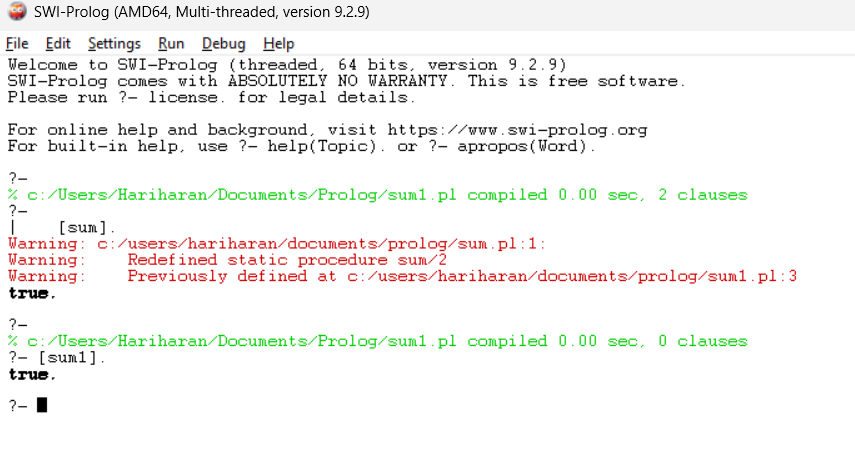 SWI-Prolog (AMD64, Multi-threaded, version 9.2.9)
File Edit Settings Run Debug Help
Welcome to SWI-Prolog (threaded, 64 bits, version 9.2.9)
SWI-Prolog comes with ABSOLUTELY NO WARRANTY. This is free software.
Please run ?- license. for legal details.
For online help and background, visit https://www.swi-prolog.org
For built-in help, use ?- help(Topic). or ?- apropos(Word).
?-
% c:/Users/Hariharan/Documents/Prolog/sum1.pl compiled 0.00 sec, 2 clauses
?-
|    [sum].
Warning: c:/users/hariharan/documents/prolog/sum.pl:1:
Warning:    Redefined static procedure sum/2
Warning:    Previously defined at c:/users/hariharan/documents/prolog/sum1.pl:3
true.
?-
% c:/Users/Hariharan/Documents/Prolog/sum1.pl compiled 0.00 sec, 0 clauses
?- [sum1].
true.
?-